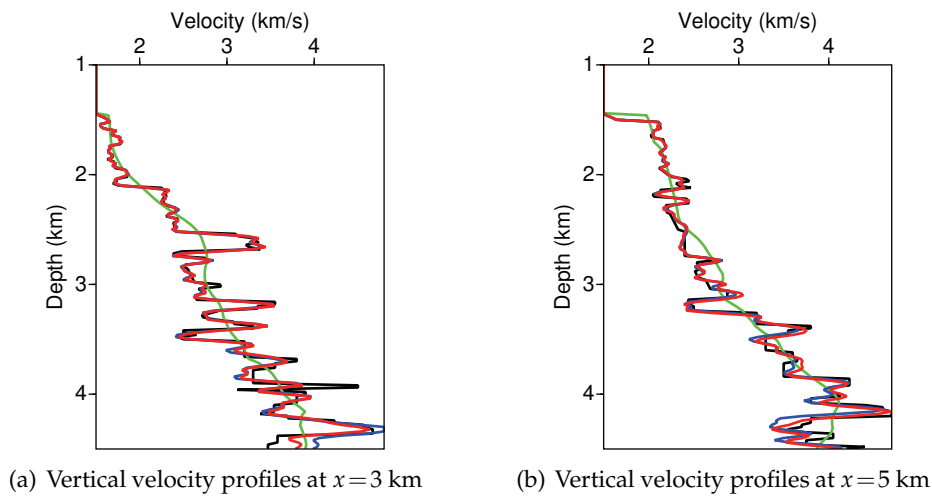 Velocity (km/s)
2 3 4
1
2
3
4
Depth (km)
(a) Vertical velocity profiles at x=3 km
Velocity (km/s)
2 3 4
1
2
3
4
Depth (km)
(b) Vertical velocity profiles at x=5 km